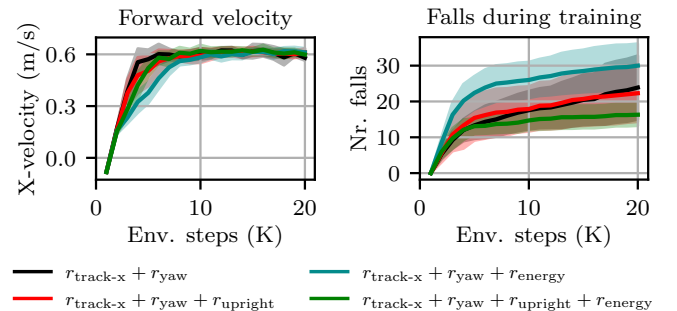 Forward velocity
X-velocity (m/s)
0.6
0.3
0.0
0
10
20
Env. steps (K)
Falls during training
Nr. falls
30
20
10
0
0
10
20
Env. steps (K)
r_track-x + r_yaw
r_track-x + r_yaw + r_upright
r_track-x + r_yaw + r_energy
r_track-x + r_yaw + r_upright + r_energy